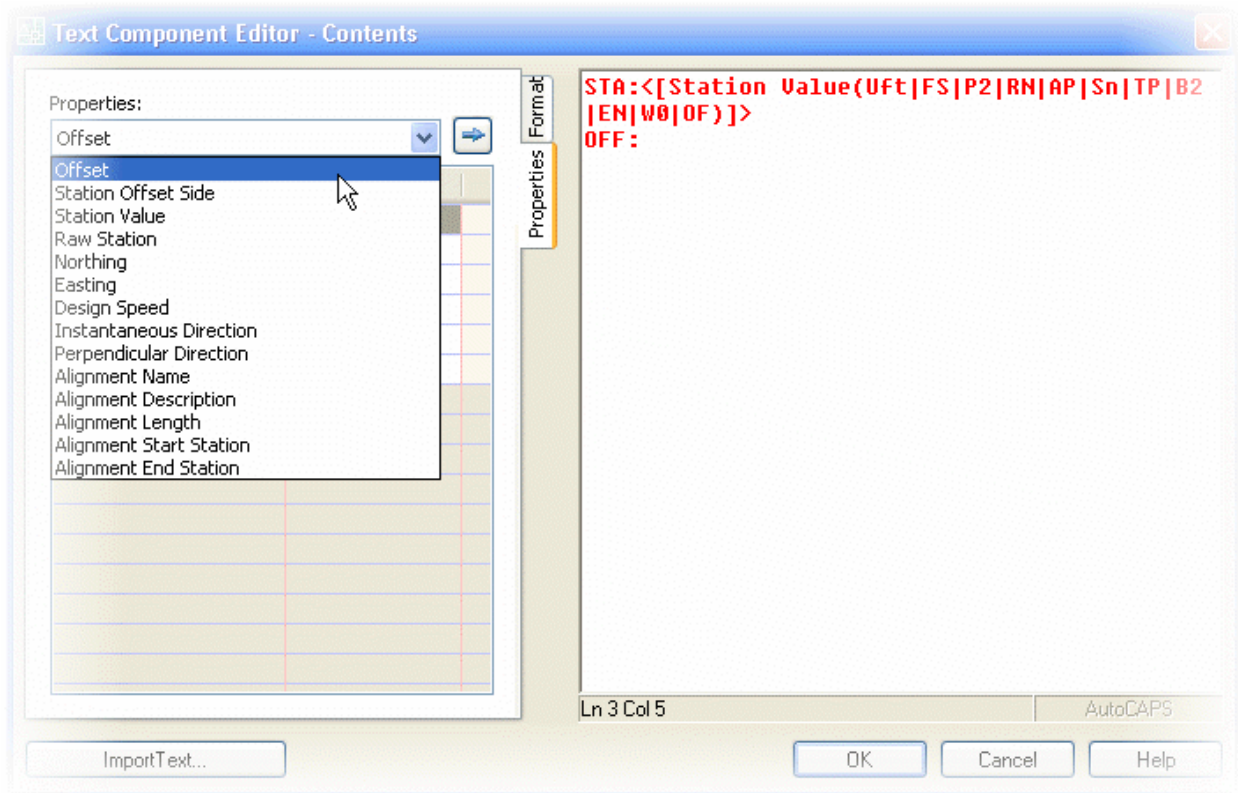 Text Component Editor - Contents
Properties:
Offset
Offset
Station Offset Side
Station Value
Raw Station
Northing
Easting
Design Speed
Instantaneous Direction
Perpendicular Direction
Alignment Name
Alignment Description
Alignment Length
Alignment Start Station
Alignment End Station
Format
Properties
STA:<[Station Value(Uft|FS|P2|RN|AP|Sn|TP|B2
|EN|W0|OF)]>
OFF:
Ln 3 Col 5
AutoCAPS
ImportText...
OK
Cancel
Help